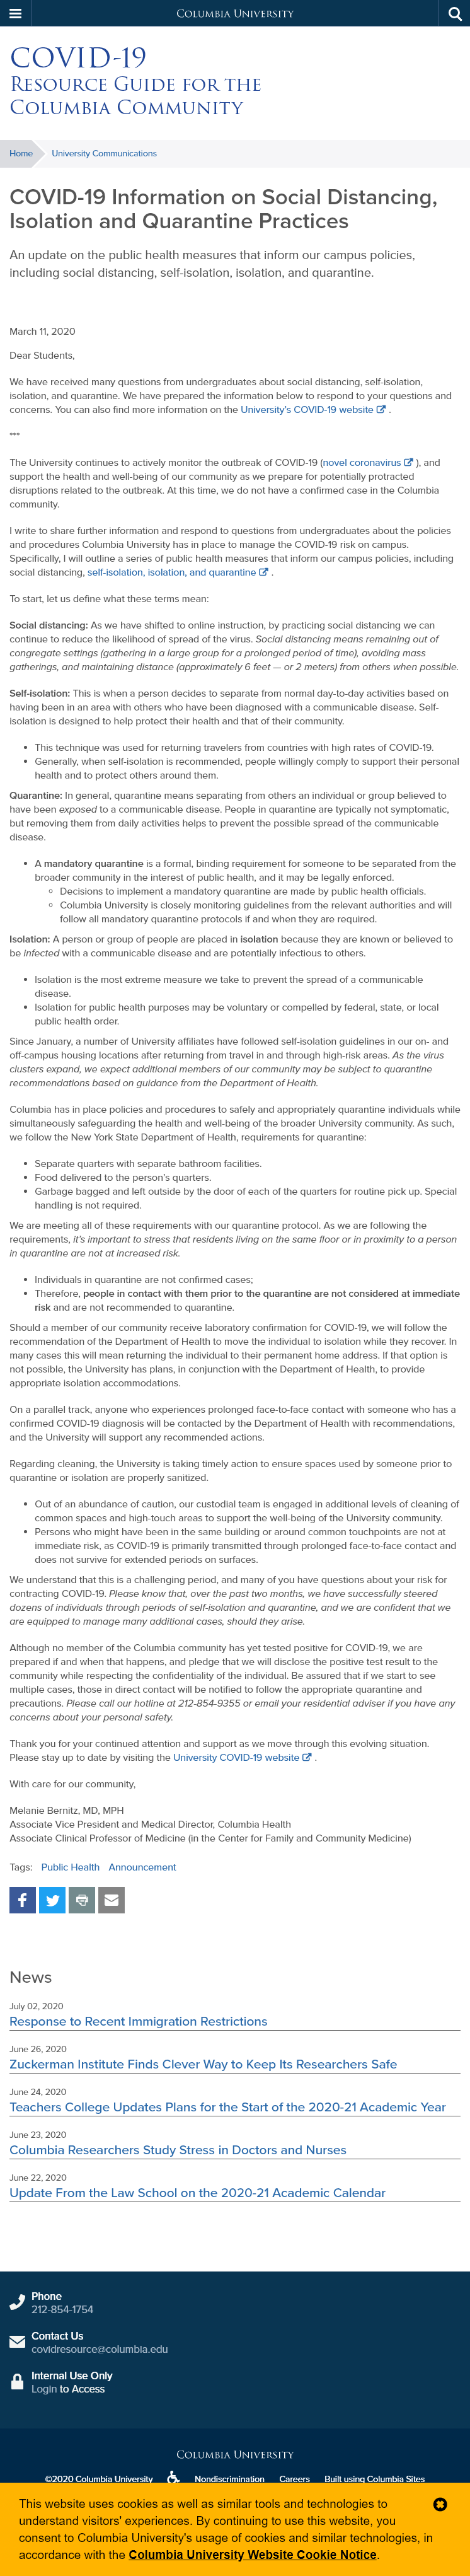 COLUMBIA UNIVERSITY
COVID-19
RESOURCE GUIDE FOR THE
COLUMBIA COMMUNITY
Home University Communications
COVID-19 Information on Social Distancing,
Isolation and Quarantine Practices
An update on the public health measures that inform our campus policies,
including social distancing, self-isolation, isolation, and quarantine.
March 11, 2020
Dear Students,
We have received many questions from undergraduates about social distancing, self-isolation,
isolation, and quarantine. We have prepared the information below to respond to your questions and
concerns. You can also find more information on the University's COVID-19 website .
***
The University continues to actively monitor the outbreak of COVID-19 (novel coronavirus ), and
support the health and well-being of our community as we prepare for potentially protracted
disruptions related to the outbreak. At this time, we do not have a confirmed case in the Columbia
community.
I write to share further information and respond to questions from undergraduates about the policies
and procedures Columbia University has in place to manage the COVID-19 risk on campus.
Specifically, I will outline a series of public health measures that inform our campus policies, including
social distancing, self-isolation, isolation, and quarantine .
To start, let us define what these terms mean:
Social distancing: As we have shifted to online instruction, by practicing social distancing we can
continue to reduce the likelihood of spread of the virus. Social distancing means remaining out of
congregate settings (gathering in a large group for a prolonged period of time), avoiding mass
gatherings, and maintaining distance (approximately 6 feet — or 2 meters) from others when possible.
Self-isolation: This is when a person decides to separate from normal day-to-day activities based on
having been in an area with others who have been diagnosed with a communicable disease. Self-
isolation is designed to help protect their health and that of their community.
• This technique was used for returning travelers from countries with high rates of COVID-19.
• Generally, when self-isolation is recommended, people willingly comply to support their personal
health and to protect others around them.
Quarantine: In general, quarantine means separating from others an individual or group believed to
have been exposed to a communicable disease. People in quarantine are typically not symptomatic,
but removing them from daily activities helps to prevent the possible spread of the communicable
disease.
• A mandatory quarantine is a formal, binding requirement for someone to be separated from the
broader community in the interest of public health, and it may be legally enforced.
◦ Decisions to implement a mandatory quarantine are made by public health officials.
◦ Columbia University is closely monitoring guidelines from the relevant authorities and will
follow all mandatory quarantine protocols if and when they are required.
Isolation: A person or group of people are placed in isolation because they are known or believed to
be infected with a communicable disease and are potentially infectious to others.
• Isolation is the most extreme measure we take to prevent the spread of a communicable
disease.
• Isolation for public health purposes may be voluntary or compelled by federal, state, or local
public health order.
Since January, a number of University affiliates have followed self-isolation guidelines in our on- and
off-campus housing locations after returning from travel in and through high-risk areas. As the virus
clusters expand, we expect additional members of our community may be subject to quarantine
recommendations based on guidance from the Department of Health.
Columbia has in place policies and procedures to safely and appropriately quarantine individuals while
simultaneously safeguarding the health and well-being of the broader University community. As such,
we follow the New York State Department of Health, requirements for quarantine:
• Separate quarters with separate bathroom facilities.
• Food delivered to the person's quarters.
• Garbage bagged and left outside by the door of each of the quarters for routine pick up. Special
handling is not required.
We are meeting all of these requirements with our quarantine protocol. As we are following the
requirements, it's important to stress that residents living on the same floor or in proximity to a person
in quarantine are not at increased risk.
• Individuals in quarantine are not confirmed cases;
• Therefore, people in contact with them prior to the quarantine are not considered at immediate
risk and are not recommended to quarantine.
Should a member of our community receive laboratory confirmation for COVID-19, we will follow the
recommendation of the Department of Health to move the individual to isolation while they recover. In
many cases this will mean returning the individual to their permanent home address. If that option is
not possible, the University has plans, in conjunction with the Department of Health, to provide
appropriate isolation accommodations.
On a parallel track, anyone who experiences prolonged face-to-face contact with someone who has a
confirmed COVID-19 diagnosis will be contacted by the Department of Health with recommendations,
and the University will support any recommended actions.
Regarding cleaning, the University is taking timely action to ensure spaces used by someone prior to
quarantine or isolation are properly sanitized.
• Out of an abundance of caution, our custodial team is engaged in additional levels of cleaning of
common spaces and high-touch areas to support the well-being of the University community.
• Persons who might have been in the same building or around common touchpoints are not at
immediate risk, as COVID-19 is primarily transmitted through prolonged face-to-face contact and
does not survive for extended periods on surfaces.
We understand that this is a challenging period, and many of you have questions about your risk for
contracting COVID-19. Please know that, over the past two months, we have successfully steered
dozens of individuals through periods of self-isolation and quarantine, and we are confident that we
are equipped to manage many additional cases, should they arise.
Although no member of the Columbia community has yet tested positive for COVID-19, we are
prepared if and when that happens, and pledge that we will disclose the positive test result to the
community while respecting the confidentiality of the individual. Be assured that if we start to see
multiple cases, those in direct contact will be notified to follow the appropriate quarantine and
precautions. Please call our hotline at 212-854-9355 or email your residential adviser if you have any
concerns about your personal safety.
Thank you for your continued attention and support as we move through this evolving situation.
Please stay up to date by visiting the University COVID-19 website .
With care for our community,
Melanie Bernitz, MD, MPH
Associate Vice President and Medical Director, Columbia Health
Associate Clinical Professor of Medicine (in the Center for Family and Community Medicine)
Tags: Public Health Announcement
News
July 02, 2020
Response to Recent Immigration Restrictions
June 26, 2020
Zuckerman Institute Finds Clever Way to Keep Its Researchers Safe
June 24, 2020
Teachers College Updates Plans for the Start of the 2020-21 Academic Year
June 23, 2020
Columbia Researchers Study Stress in Doctors and Nurses
June 22, 2020
Update From the Law School on the 2020-21 Academic Calendar
Phone
212-854-1754
Contact Us
covidresource@columbia.edu
Internal Use Only
Login to Access
COLUMBIA UNIVERSITY
©2020 Columbia University Nondiscrimination Careers Built using Columbia Sites
This website uses cookies as well as similar tools and technologies to
understand visitors' experiences. By continuing to use this website, you
consent to Columbia University's usage of cookies and similar technologies, in
accordance with the Columbia University Website Cookie Notice.